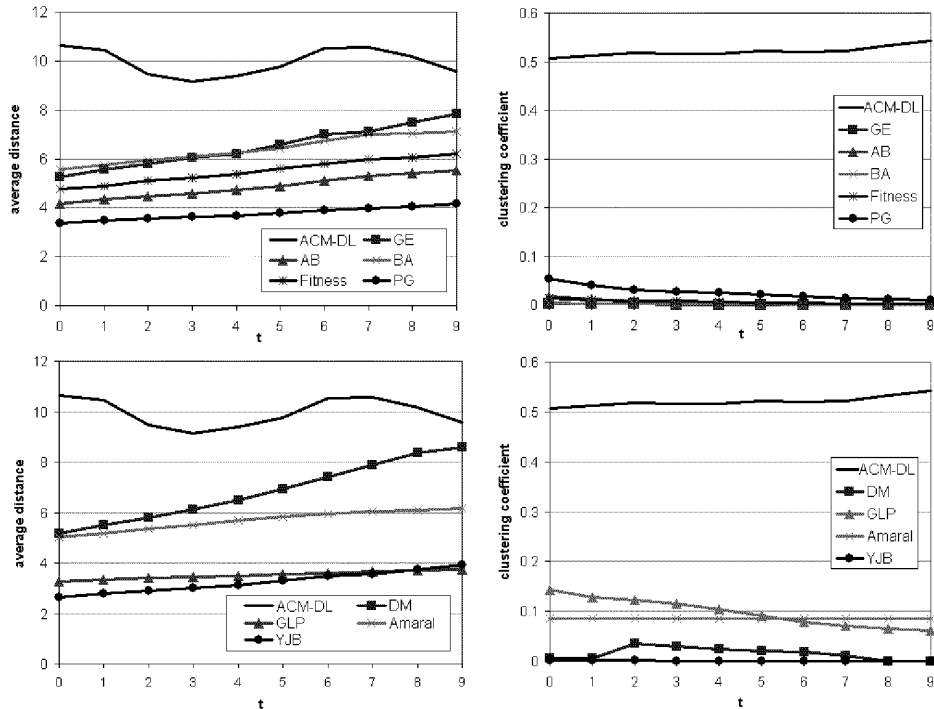 12
10
8
6
4
2
0
average distance
ACM-DL GE
AB BA
Fitness PG
0 1 2 3 4 5 6 7 8 9
t
0.6
0.5
0.4
0.3
0.2
0.1
0
clustering coefficient
ACM-DL
GE
AB
BA
Fitness
PG
0 1 2 3 4 5 6 7 8 9
t
12
10
8
6
4
2
0
average distance
ACM-DL DM
GLP Amaral
YJB
0 1 2 3 4 5 6 7 8 9
t
0.6
0.5
0.4
0.3
0.2
0.1
0
clustering coefficient
ACM-DL
DM
GLP
Amaral
YJB
0 1 2 3 4 5 6 7 8 9
t